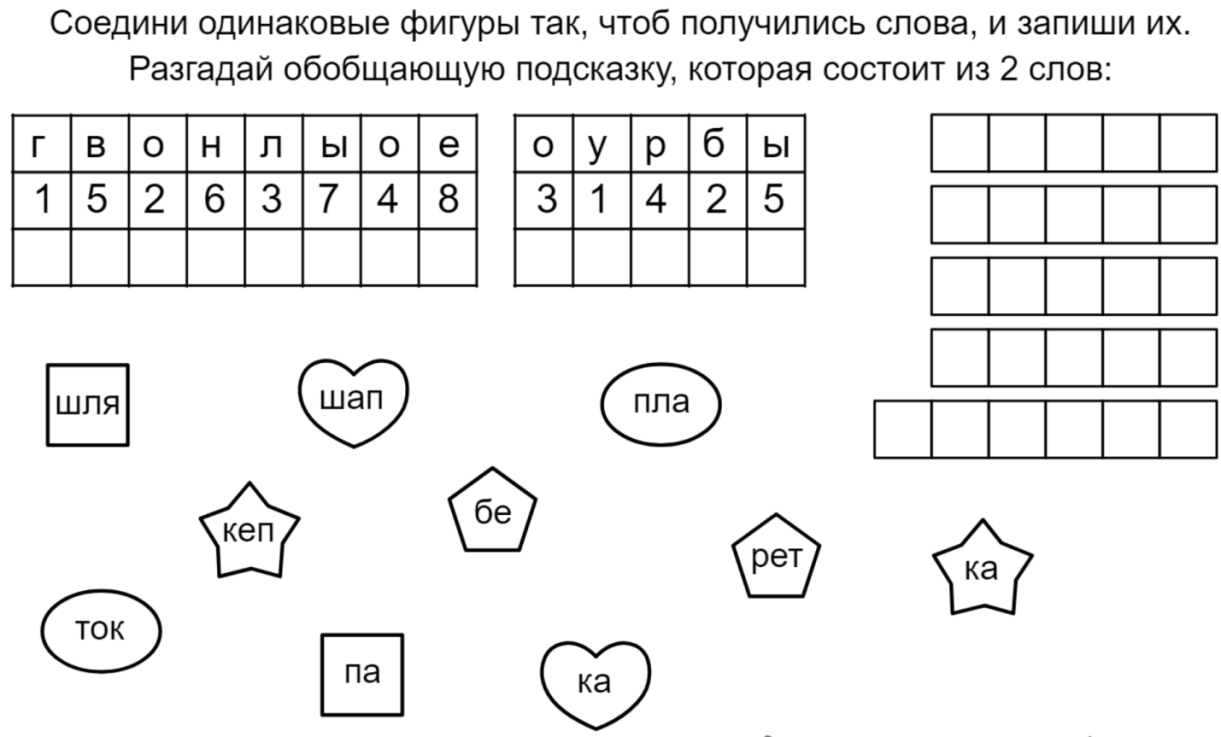 Соедини одинаковые фигуры так, чтоб получились слова, и запиши их.
Разгадай обобщающую подсказку, которая состоит из 2 слов:
г в о н л ы о е
1 5 2 6 3 7 4 8
о у р б ы
3 1 4 2 5
шля
шап
пла
кеп
бе
рет
ка
ток
па
ка